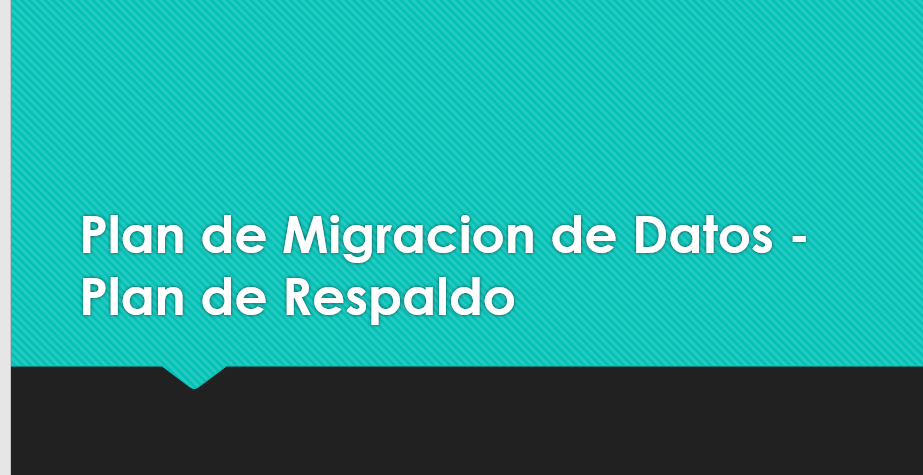 Plan de Migracion de Datos -
Plan de Respaldo